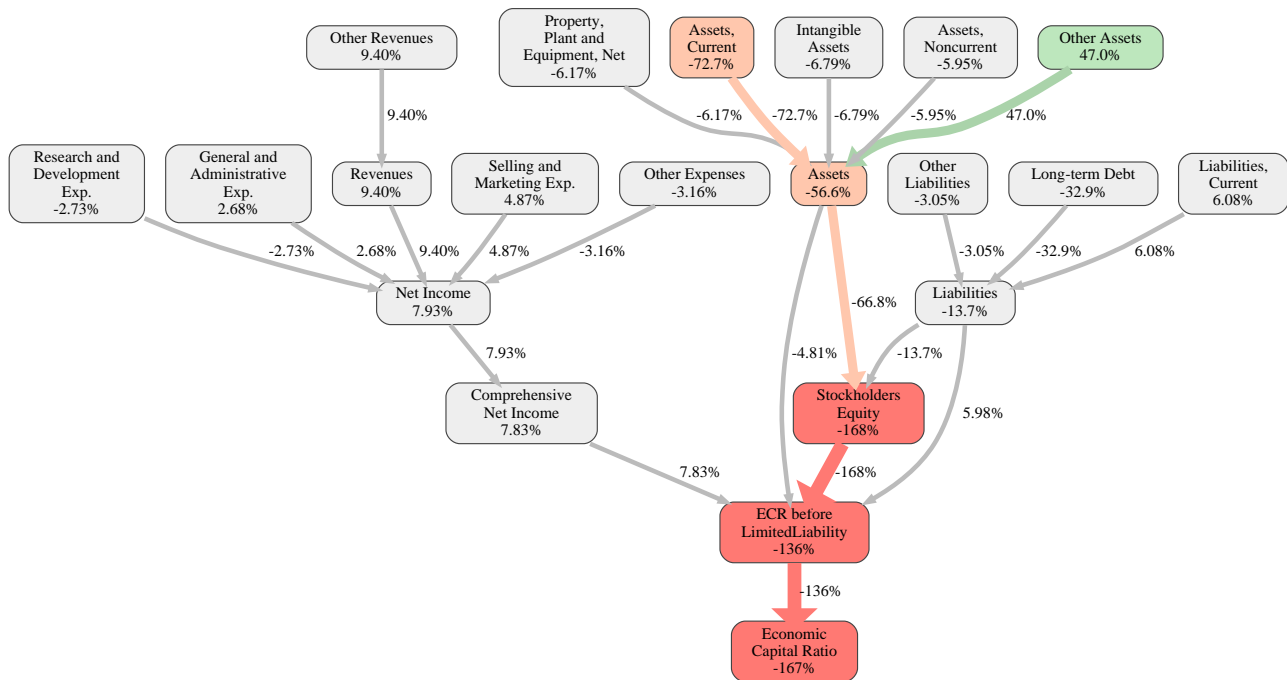 Other Revenues
9.40%
Property,
Plant and
Equipment, Net
-6.17%
Assets,
Current
-72.7%
Intangible
Assets
-6.79%
Assets,
Noncurrent
-5.95%
Other Assets
47.0%
9.40%
-6.17%
-72.7%
-6.79%
-5.95%
47.0%
Research and
Development
Exp.
-2.73%
General and
Administrative
Exp.
2.68%
Revenues
9.40%
Selling and
Marketing Exp.
4.87%
Other Expenses
-3.16%
Assets
-56.6%
Other
Liabilities
-3.05%
Long-term Debt
-32.9%
Liabilities,
Current
6.08%
-2.73%
2.68%
9.40%
4.87%
-3.16%
-3.05%
-32.9%
6.08%
Net Income
7.93%
-66.8%
Liabilities
-13.7%
7.93%
-4.81%
-13.7%
Comprehensive
Net Income
7.83%
Stockholders
Equity
-168%
5.98%
7.83%
-168%
ECR before
LimitedLiability
-136%
-136%
Economic
Capital Ratio
-167%